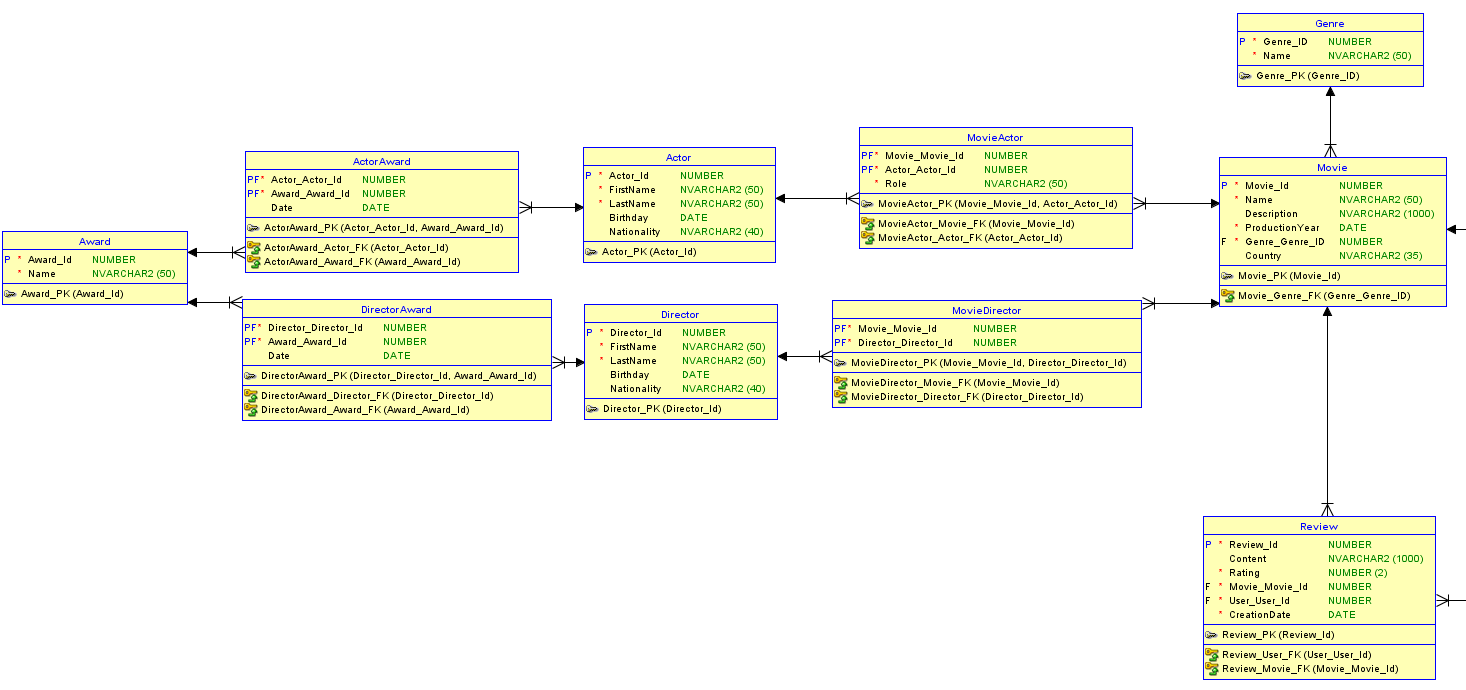 Genre
P * Genre_ID NUMBER
* Name NVARCHAR2 (50)
Genre_PK (Genre_ID)
MovieActor
PF* Movie_Movie_Id NUMBER
PF* Actor_Actor_Id NUMBER
* Role NVARCHAR2 (50)
MovieActor_PK (Movie_Movie_Id, Actor_Actor_Id)
MovieActor_Movie_FK (Movie_Movie_Id)
MovieActor_Actor_FK (Actor_Actor_Id)
Actor
P * Actor_Id NUMBER
* FirstName NVARCHAR2 (50)
* LastName NVARCHAR2 (50)
Birthday DATE
Nationality NVARCHAR2 (40)
Actor_PK (Actor_Id)
ActorAward
PF* Actor_Actor_Id NUMBER
PF* Award_Award_Id NUMBER
Date DATE
ActorAward_PK (Actor_Actor_Id, Award_Award_Id)
ActorAward_Actor_FK (Actor_Actor_Id)
ActorAward_Award_FK (Award_Award_Id)
Movie
P * Movie_Id NUMBER
* Name NVARCHAR2 (50)
Description NVARCHAR2 (1000)
* ProductionYear DATE
F * Genre_Genre_ID NUMBER
Country NVARCHAR2 (35)
Movie_PK (Movie_Id)
Movie_Genre_FK (Genre_Genre_ID)
Award
P * Award_Id NUMBER
* Name NVARCHAR2 (50)
Award_PK (Award_Id)
DirectorAward
PF* Director_Director_Id NUMBER
PF* Award_Award_Id NUMBER
Date DATE
DirectorAward_PK (Director_Director_Id, Award_Award_Id)
DirectorAward_Director_FK (Director_Director_Id)
DirectorAward_Award_FK (Award_Award_Id)
Director
P * Director_Id NUMBER
* FirstName NVARCHAR2 (50)
* LastName NVARCHAR2 (50)
Birthday DATE
Nationality NVARCHAR2 (40)
Director_PK (Director_Id)
MovieDirector
PF* Movie_Movie_Id NUMBER
PF* Director_Director_Id NUMBER
MovieDirector_PK (Movie_Movie_Id, Director_Director_Id)
MovieDirector_Movie_FK (Movie_Movie_Id)
MovieDirector_Director_FK (Director_Director_Id)
Review
P * Review_Id NUMBER
Content NVARCHAR2 (1000)
* Rating NUMBER (2)
F * Movie_Movie_Id NUMBER
F * User_User_Id NUMBER
* CreationDate DATE
Review_PK (Review_Id)
Review_User_FK (User_User_Id)
Review_Movie_FK (Movie_Movie_Id)